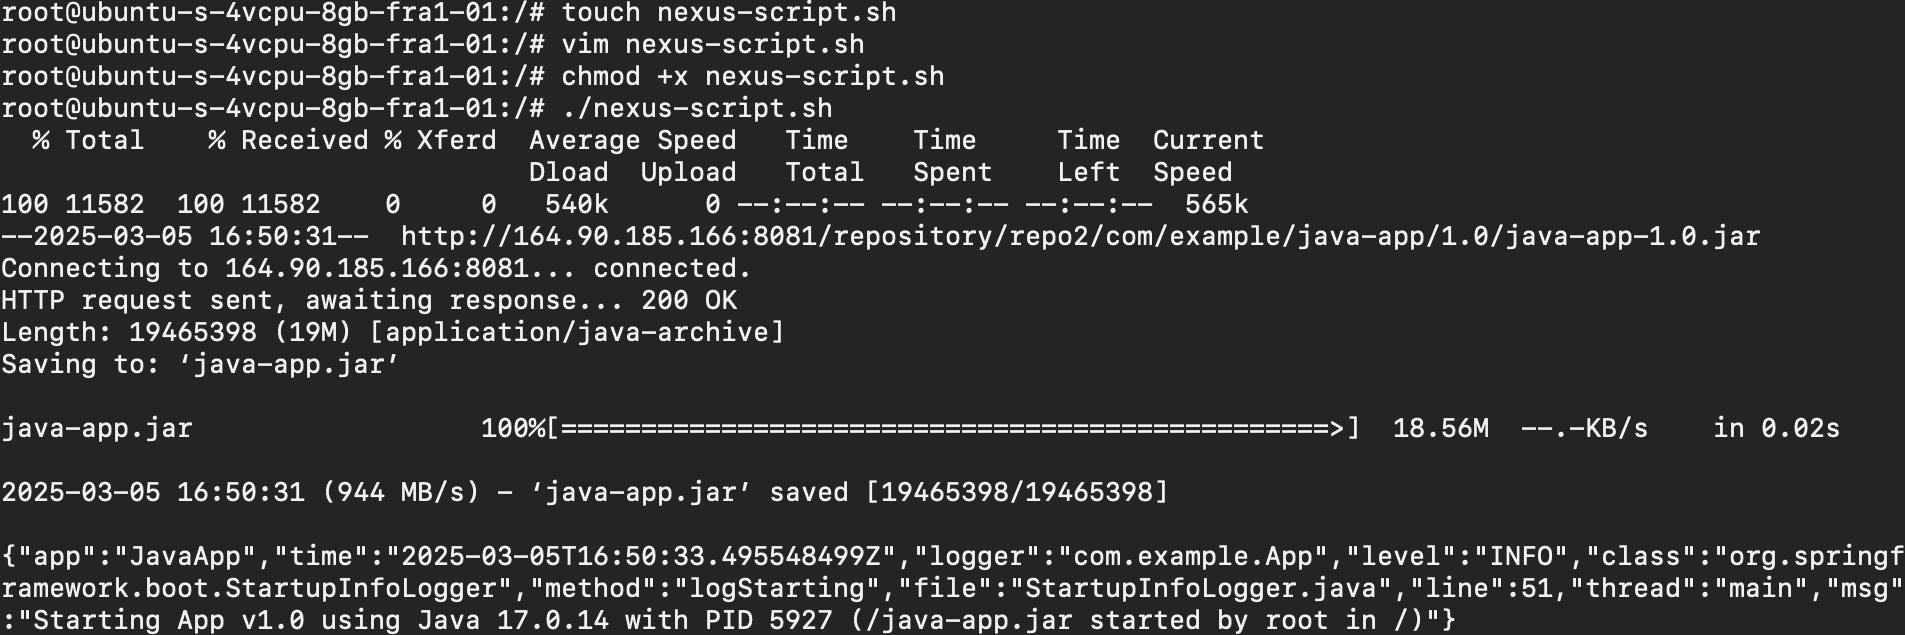 root@ubuntu-s-4vcpu-8gb-fra1-01:/# touch nexus-script.sh
root@ubuntu-s-4vcpu-8gb-fra1-01:/# vim nexus-script.sh
root@ubuntu-s-4vcpu-8gb-fra1-01:/# chmod +x nexus-script.sh
root@ubuntu-s-4vcpu-8gb-fra1-01:/# ./nexus-script.sh
  % Total    % Received % Xferd  Average Speed   Time    Time     Time  Current
                                 Dload  Upload   Total   Spent    Left  Speed
100 11582  100 11582    0     0   540k      0 --:--:-- --:--:-- --:--:--  565k
--2025-03-05 16:50:31--  http://164.90.185.166:8081/repository/repo2/com/example/java-app/1.0/java-app-1.0.jar
Connecting to 164.90.185.166:8081... connected.
HTTP request sent, awaiting response... 200 OK
Length: 19465398 (19M) [application/java-archive]
Saving to: ‘java-app.jar’
java-app.jar                  100%[================================================>]  18.56M  --.-KB/s    in 0.02s
2025-03-05 16:50:31 (944 MB/s) - ‘java-app.jar’ saved [19465398/19465398]
{"app":"JavaApp","time":"2025-03-05T16:50:33.495548499Z","logger":"com.example.App","level":"INFO","class":"org.springf
ramework.boot.StartupInfoLogger","method":"logStarting","file":"StartupInfoLogger.java","line":51,"thread":"main","msg"
:"Starting App v1.0 using Java 17.0.14 with PID 5927 (/java-app.jar started by root in /)"}